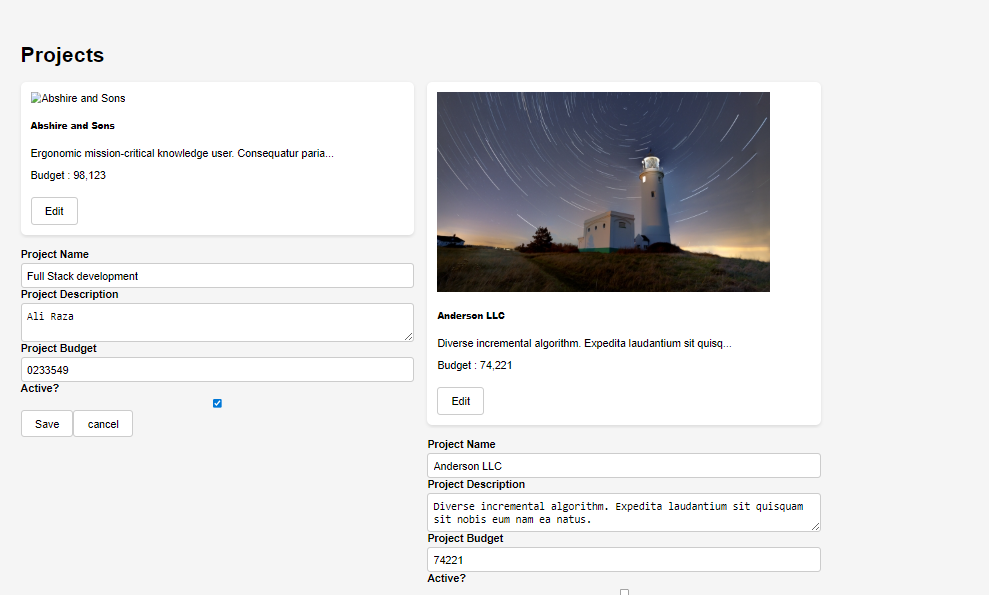 Projects
Abshire and Sons
Abshire and Sons
Ergonomic mission-critical knowledge user. Consequatur paria...
Budget : 98,123
Edit
Project Name
Full Stack development
Project Description
Ali Raza
Project Budget
0233549
Active?
Save cancel
Anderson LLC
Diverse incremental algorithm. Expedita laudantium sit quisq...
Budget : 74,221
Edit
Project Name
Anderson LLC
Project Description
Diverse incremental algorithm. Expedita laudantium sit quisquam
sit nobis eum nam ea natus.
Project Budget
74221
Active?